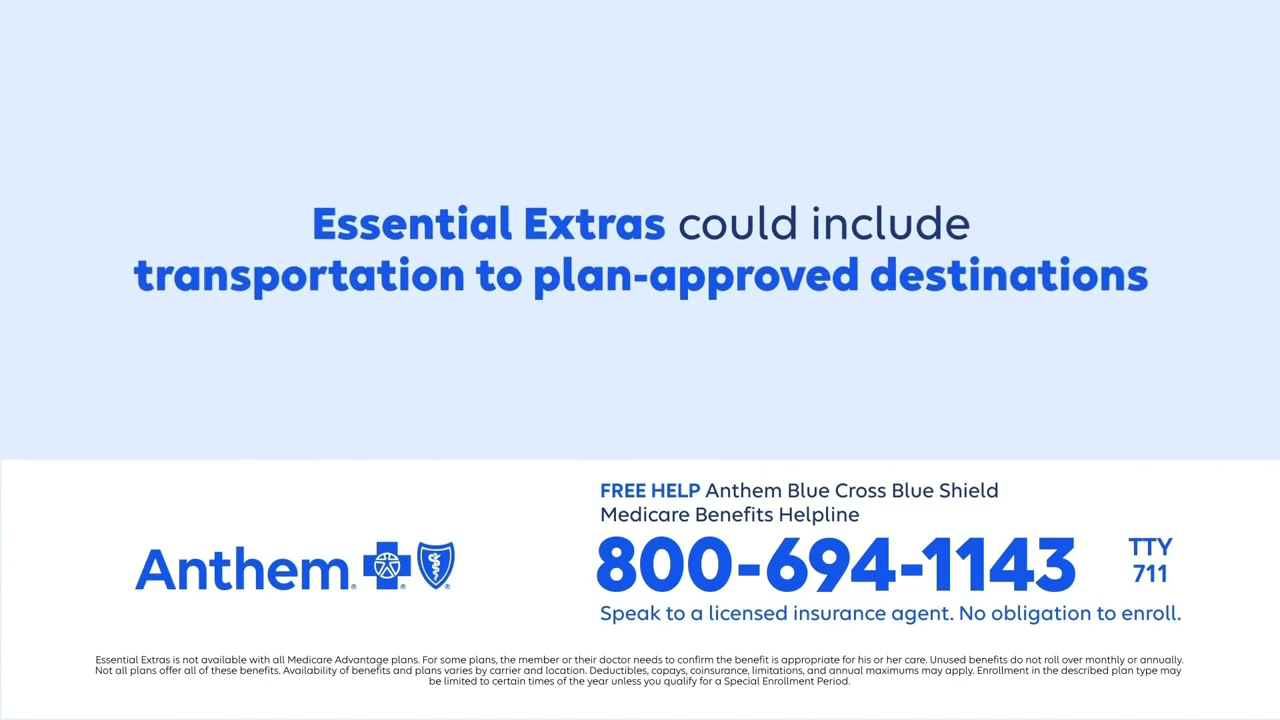 Essential Extras could include
transportation to plan-approved destinations
FREE HELP Anthem Blue Cross Blue Shield
Medicare Benefits Helpline
800-694-1143
TTY
711
Speak to a licensed insurance agent. No obligation to enroll.
Anthem®
Essential Extras is not available with all Medicare Advantage plans. For some plans, the member or their doctor needs to confirm the benefit is appropriate for his or her care. Unused benefits do not roll over monthly or annually.
Not all plans offer all of these benefits. Availability of benefits and plans varies by carrier and location. Deductibles, copays, coinsurance, limitations, and annual maximums may apply. Enrollment in the described plan type may
be limited to certain times of the year unless you qualify for a Special Enrollment Period.